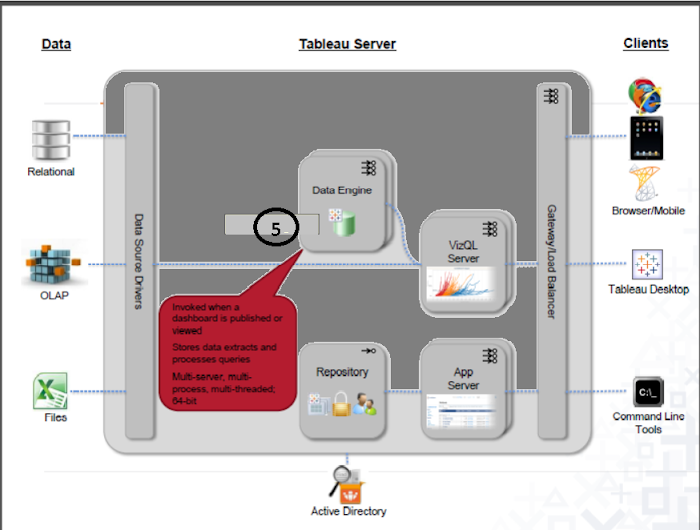 Data
Tableau Server
Clients
Relational
OLAP
Files
Data Source Drivers
Data Engine
5
VizQL
Server
Invoked when a
dashboard is published or
viewed
Stores data extracts and
processes queries
Multi-server, multi-
process, multi-threaded;
64-bit
Repository
App
Server
Gateway/Load Balancer
Browser/Mobile
Tableau Desktop
C:\_
Command Line
Tools
Active Directory